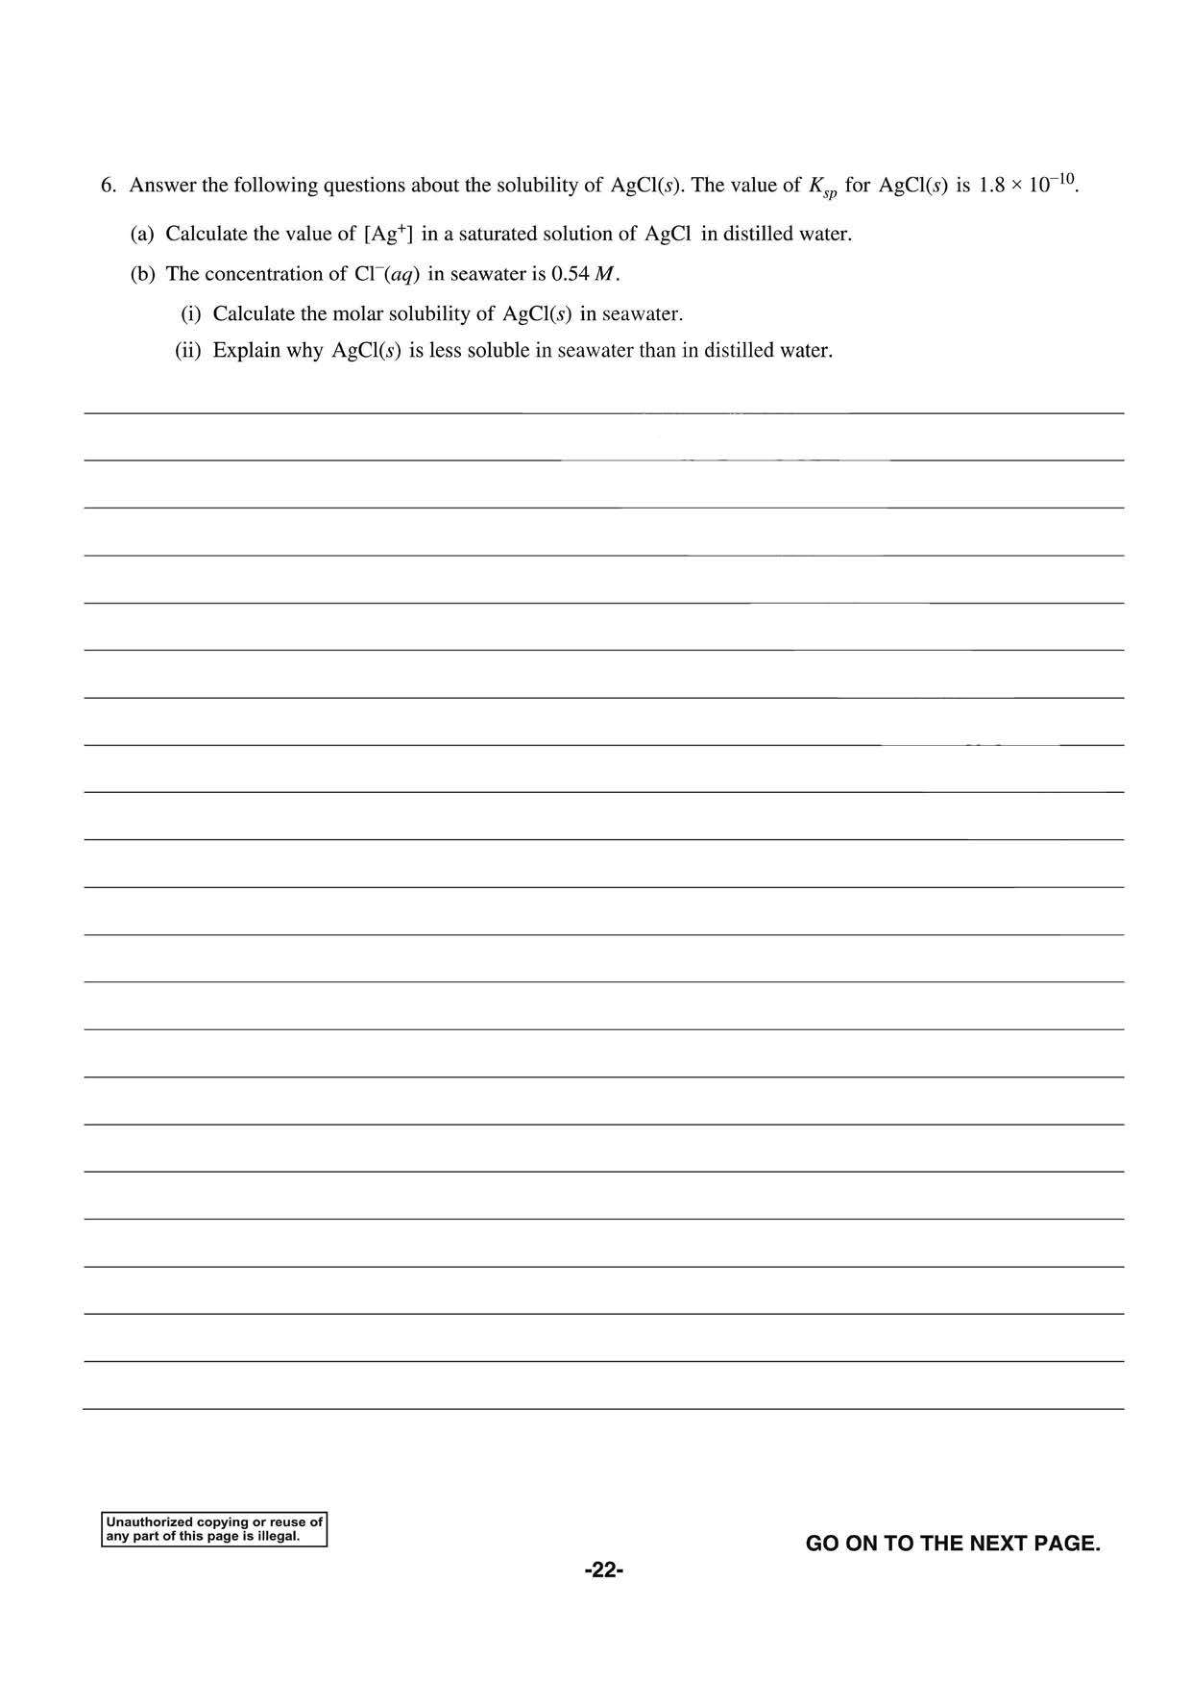 6. Answer the following questions about the solubility of AgCl(s). The value of Ksp for AgCl(s) is 1.8 × 10⁻¹⁰.
(a) Calculate the value of [Ag⁺] in a saturated solution of AgCl in distilled water.
(b) The concentration of Cl⁻(aq) in seawater is 0.54 M.
(i) Calculate the molar solubility of AgCl(s) in seawater.
(ii) Explain why AgCl(s) is less soluble in seawater than in distilled water.
Unauthorized copying or reuse of
any part of this page is illegal.
GO ON TO THE NEXT PAGE.
-22-